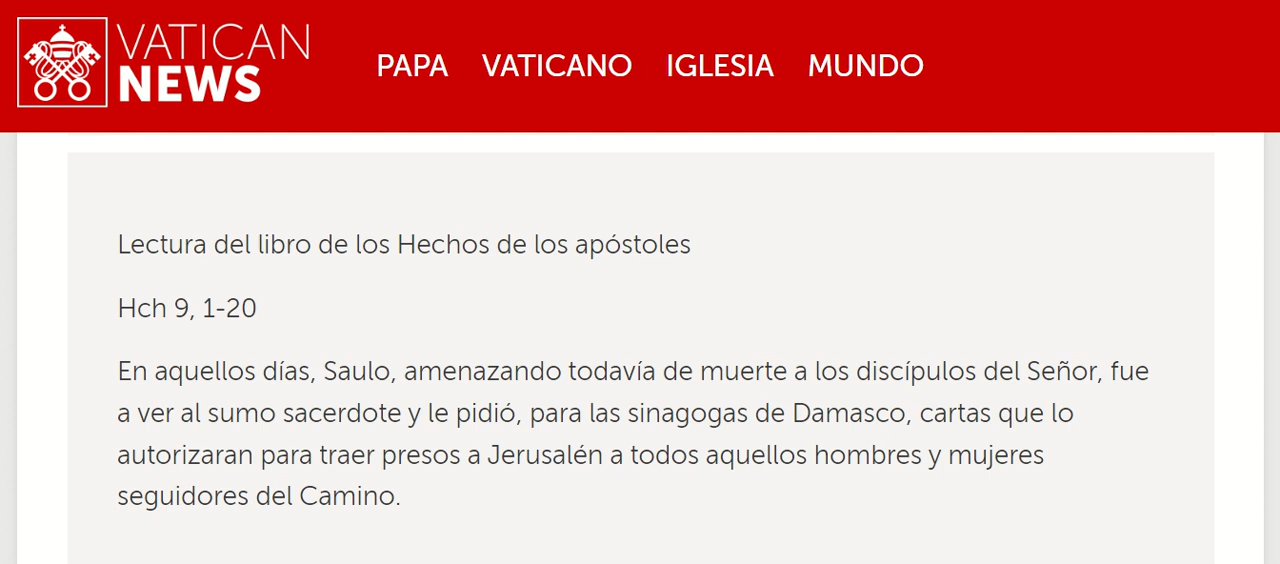 VATICAN
NEWS
PAPA VATICANO IGLESIA MUNDO
Lectura del libro de los Hechos de los apóstoles
Hch 9, 1-20
En aquellos días, Saulo, amenazando todavía de muerte a los discípulos del Señor, fue
a ver al sumo sacerdote y le pidió, para las sinagogas de Damasco, cartas que lo
autorizaran para traer presos a Jerusalén a todos aquellos hombres y mujeres
seguidores del Camino.